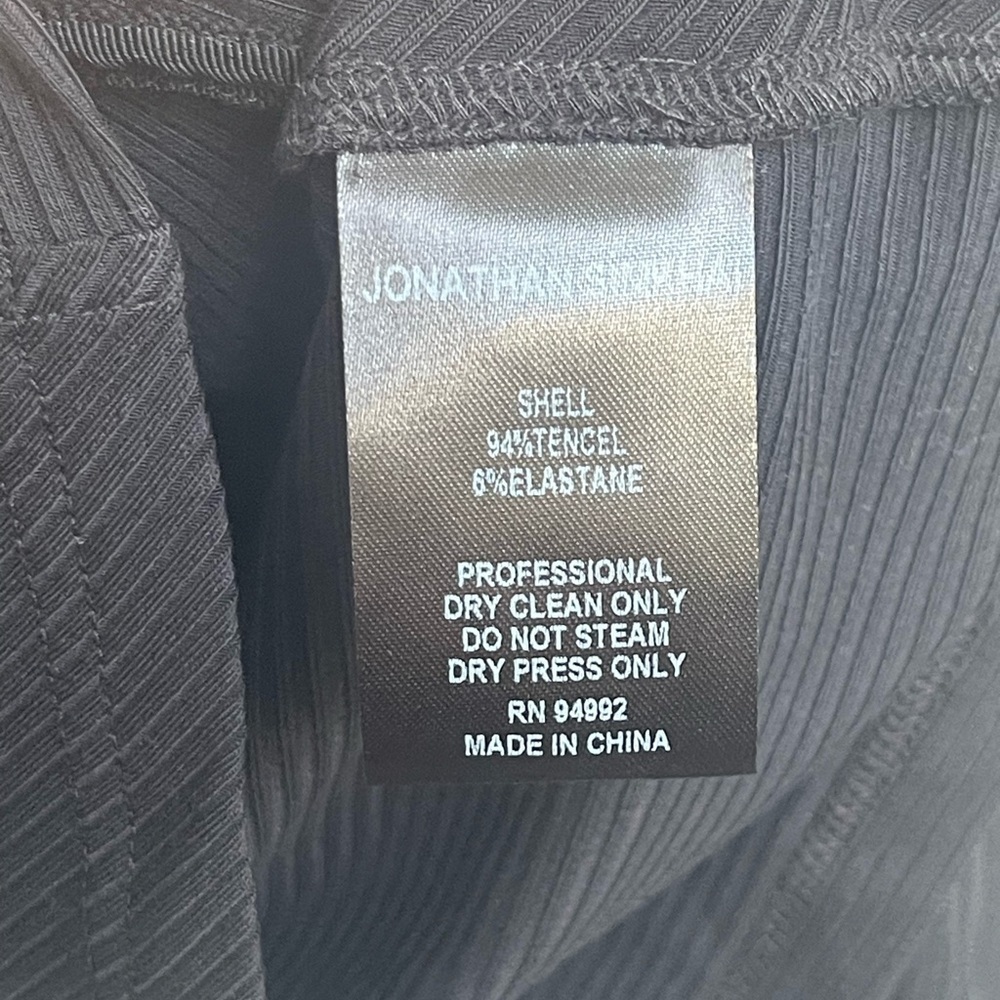 JONATHAN
SHELL
94%TENCEL
6%ELASTANE
PROFESSIONAL
DRY CLEAN ONLY
DO NOT STEAM
DRY PRESS ONLY
RN 94992
MADE IN CHINA